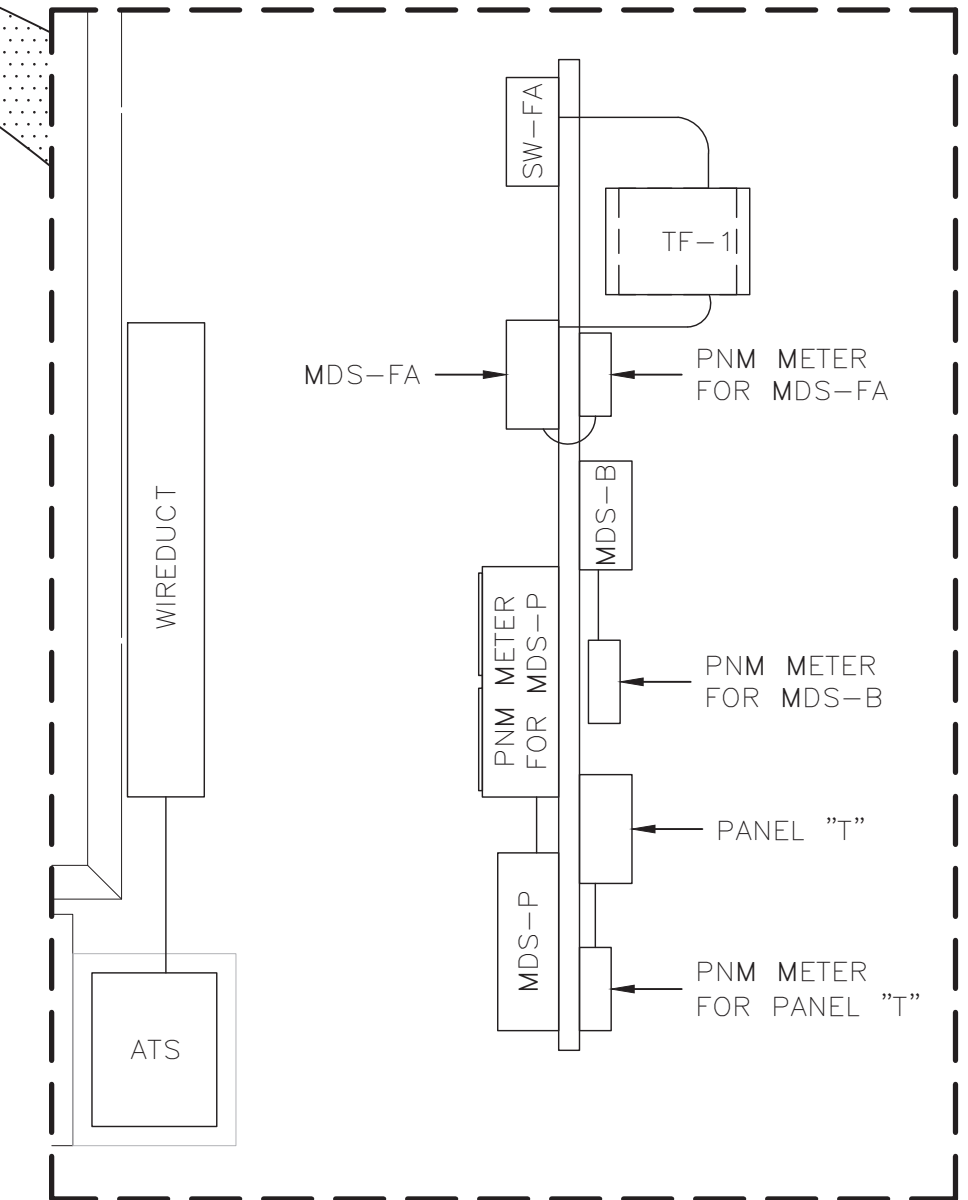 SW-FA
TF-1
MDS-FA
PNM METER
FOR MDS-FA
MDS-B
WIREDUCT
PNM METER
FOR MDS-P
PNM METER
FOR MDS-B
PANEL "T"
MDS-P
PNM METER
FOR PANEL "T"
ATS